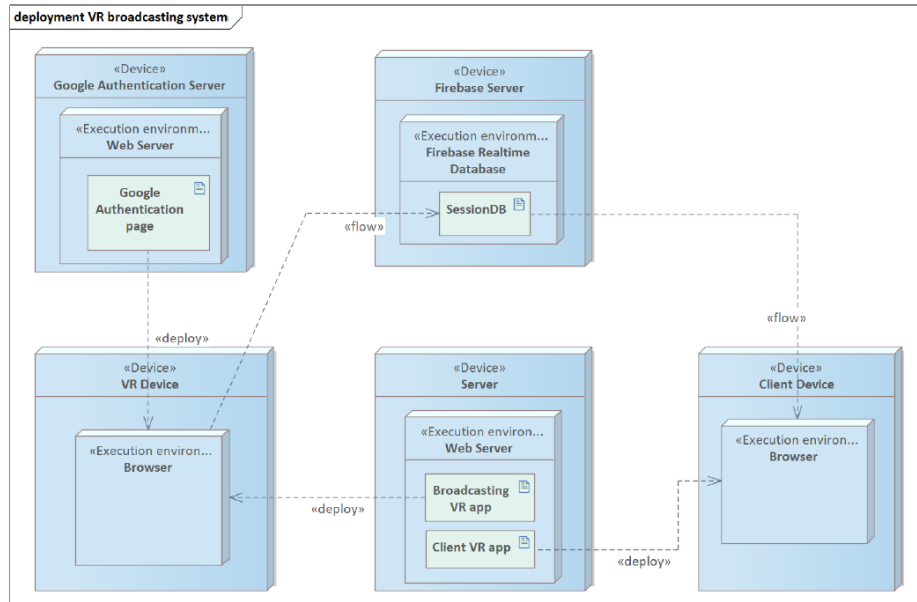 deployment VR broadcasting system
«Device»
Google Authentication Server
«Execution environm...
Web Server
Google
Authentication
page
«Device»
Firebase Server
«Execution environm...
Firebase Realtime
Database
SessionDB
«flow»
«flow»
«deploy»
«Device»
VR Device
«Execution environ...
Browser
«Device»
Server
«Execution environ...
Web Server
Broadcasting
VR app
Client VR app
«deploy»
«deploy»
«Device»
Client Device
«Execution enviro...
Browser